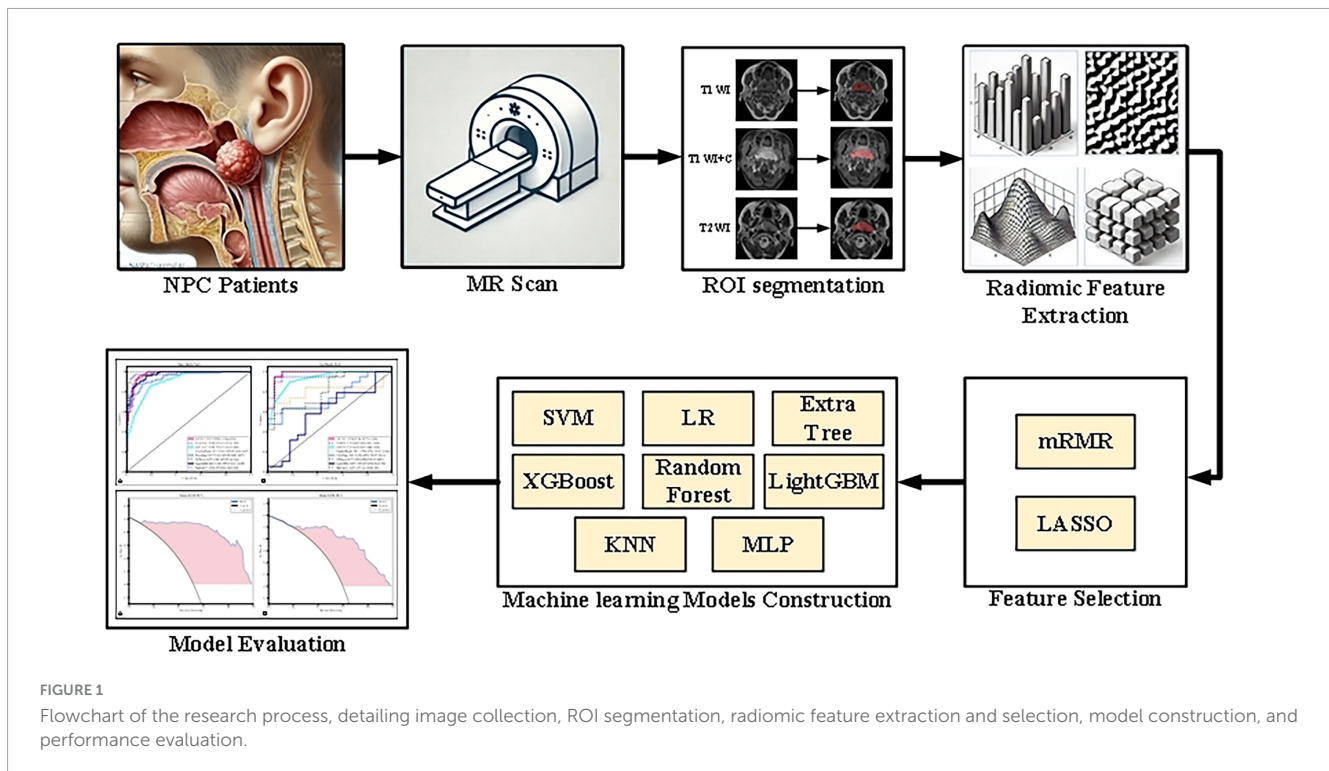 T1 WI
T1 WI+C
T2 WI
NPC Patients
MR Scan
ROI segmentation
Radiomic Feature
Extraction
SVM
LR
Extra
Tree
XGBoost
Random
Forest
LightGBM
KNN
MLP
mRMR
LASSO
Model Evaluation
Machine learning Models Construction
Feature Selection
FIGURE 1
Flowchart of the research process, detailing image collection, ROI segmentation, radiomic feature extraction and selection, model construction, and
performance evaluation.